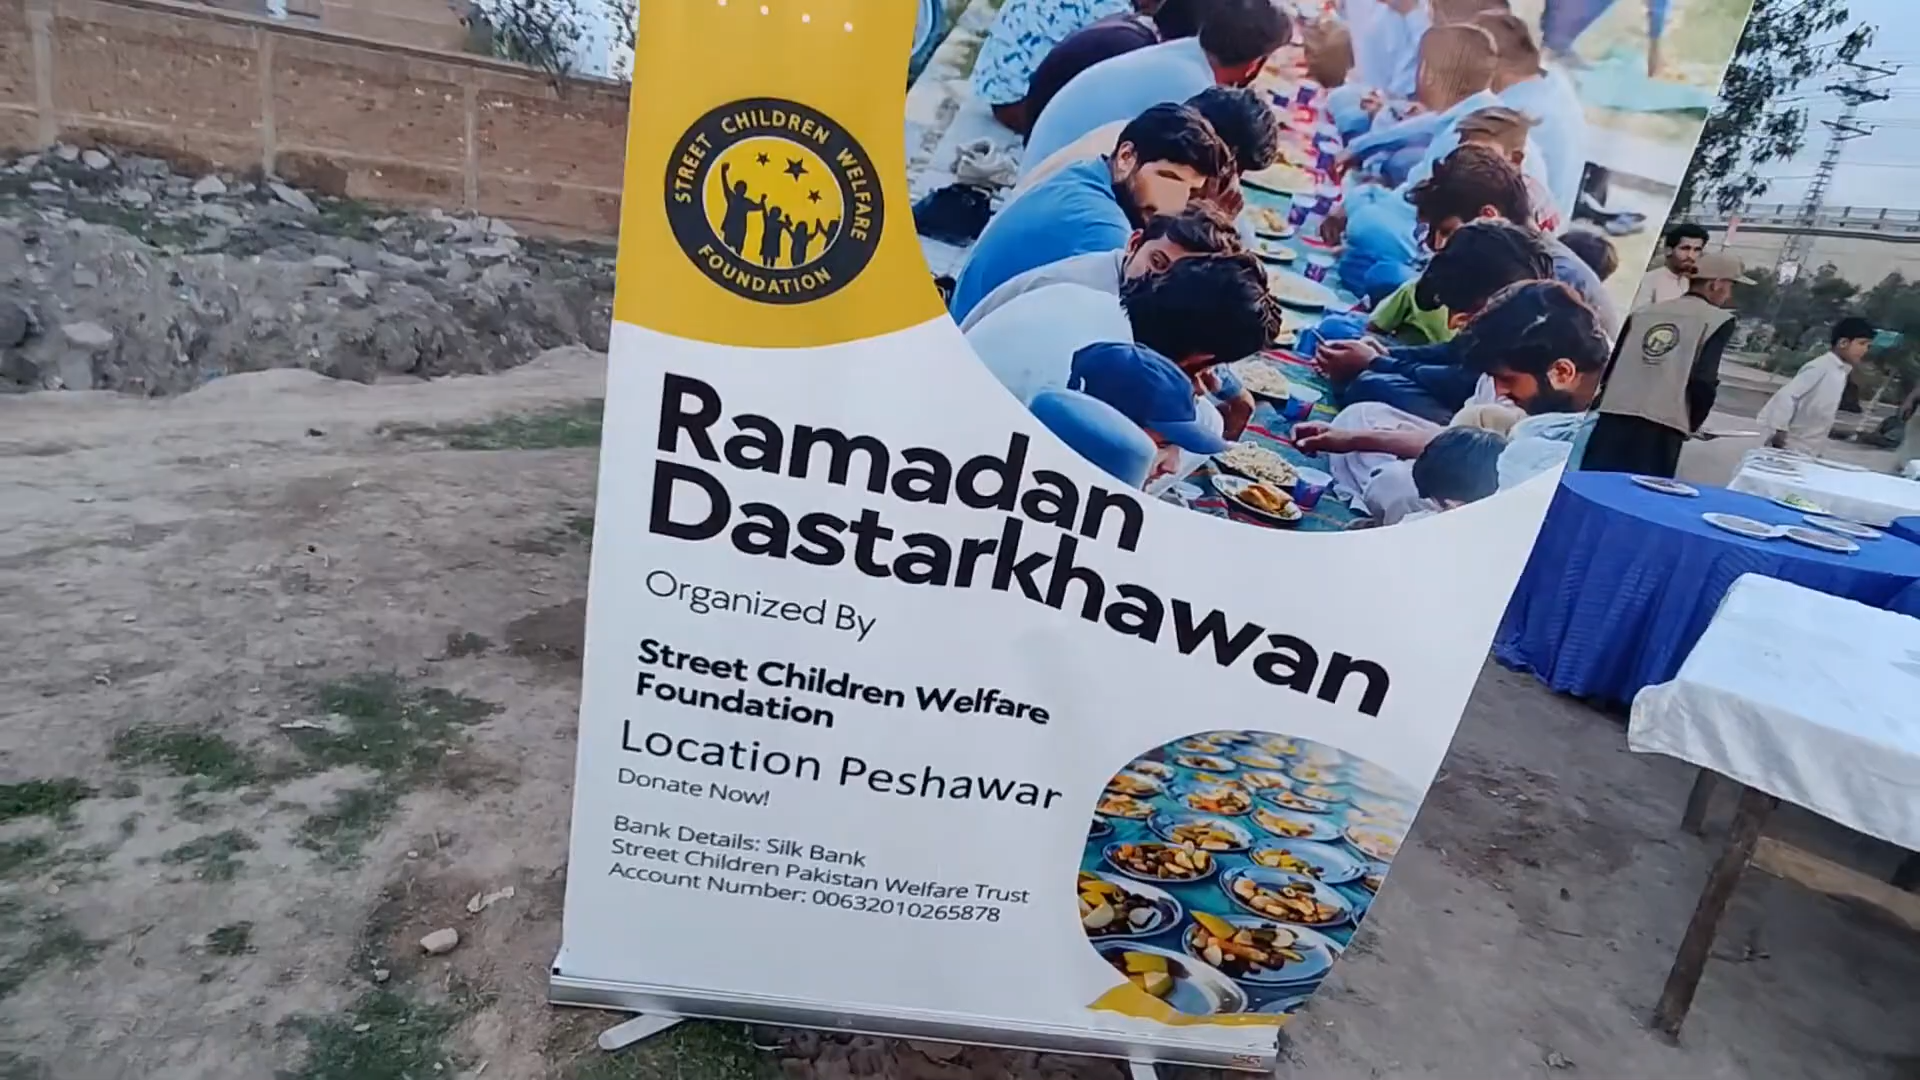 STREET CHILDREN WELFARE
FOUNDATION
Ramadan
Dastarkhawan
Organized By
Street Children Welfare
Foundation
Location Peshawar
Donate Now!
Bank Details: Silk Bank
Street Children Pakistan Welfare Trust
Account Number: 00632010265878